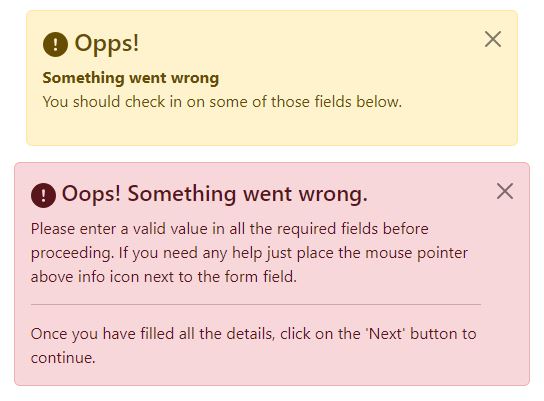 Opps!
Something went wrong
You should check in on some of those fields below.
Oops! Something went wrong.
Please enter a valid value in all the required fields before
proceeding. If you need any help just place the mouse pointer
above info icon next to the form field.
Once you have filled all the details, click on the 'Next' button to
continue.